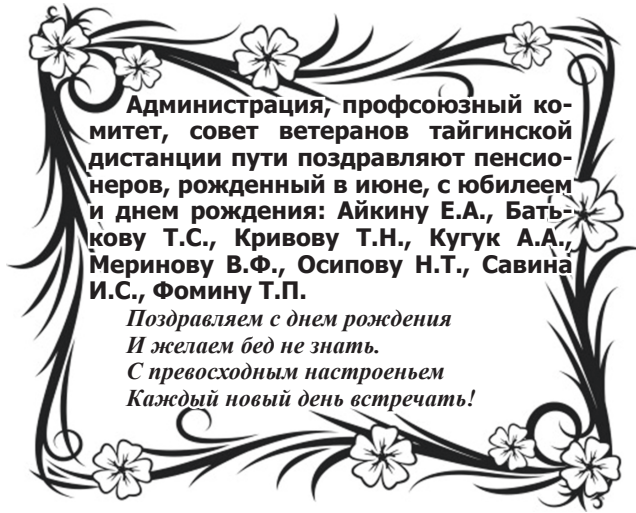 Администрация, профсоюзный ко-
митет, совет ветеранов тайгинской
дистанции пути поздравляют пенсио-
неров, рожденный в июне, с юбилеем
и днем рождения: Айкину Е.А., Бать-
кову Т.С., Кривову Т.Н., Кугук А.А.,
Меринову В.Ф., Осипову Н.Т., Савина
И.С., Фомину Т.П.
Поздравляем с днем рождения
И желаем бед не знать.
С превосходным настроеньем
Каждый новый день встречать!